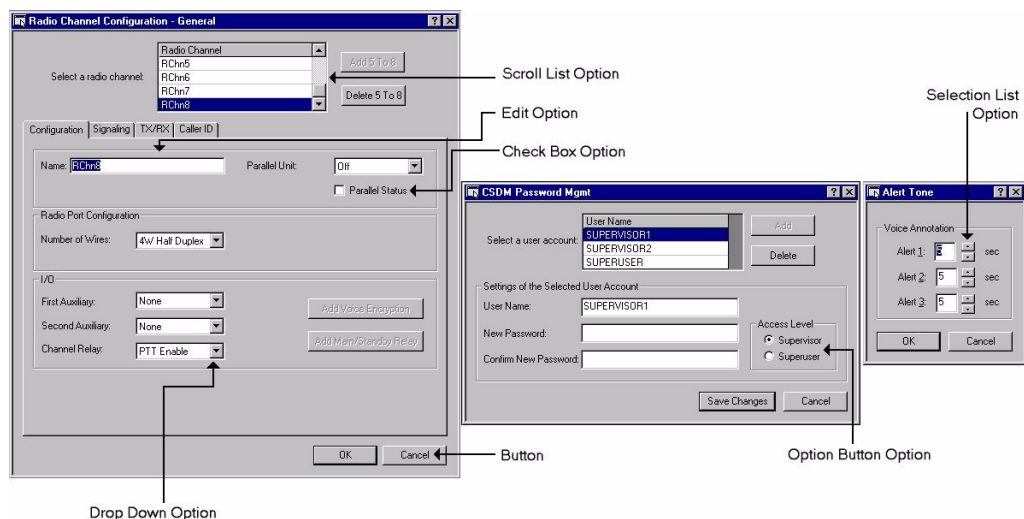 Radio Channel Configuration - General
Radio Channel
RChn5
RChn6
RChn7
RChn8
Select a radio channel:
Add 5 To 8
Delete 5 To 8
Configuration Signaling TX/RX Caller ID
Name: RChn8
Parallel Unit: Off
Parallel Status
Radio Port Configuration
Number of Wires: 4W Half Duplex
I/O
First Auxiliary: None
Second Auxiliary: None
Channel Relay: PTT Enable
Add Voice Encryption
Add Main/Standby Relay
OK Cancel
Scroll List Option
Edit Option
Check Box Option
Button
Drop Down Option
CSDM Password Mgmt
User Name
SUPERVISOR1
SUPERVISOR2
SUPERUSER
Select a user account:
Add
Delete
Settings of the Selected User Account
User Name: SUPERVISOR1
New Password:
Confirm New Password:
Access Level
Supervisor
Superuser
Save Changes Cancel
Option Button Option
Selection List
Option
Alert Tone
Voice Annotation
Alert 1: 5 sec
Alert 2: 5 sec
Alert 3: 5 sec
OK Cancel